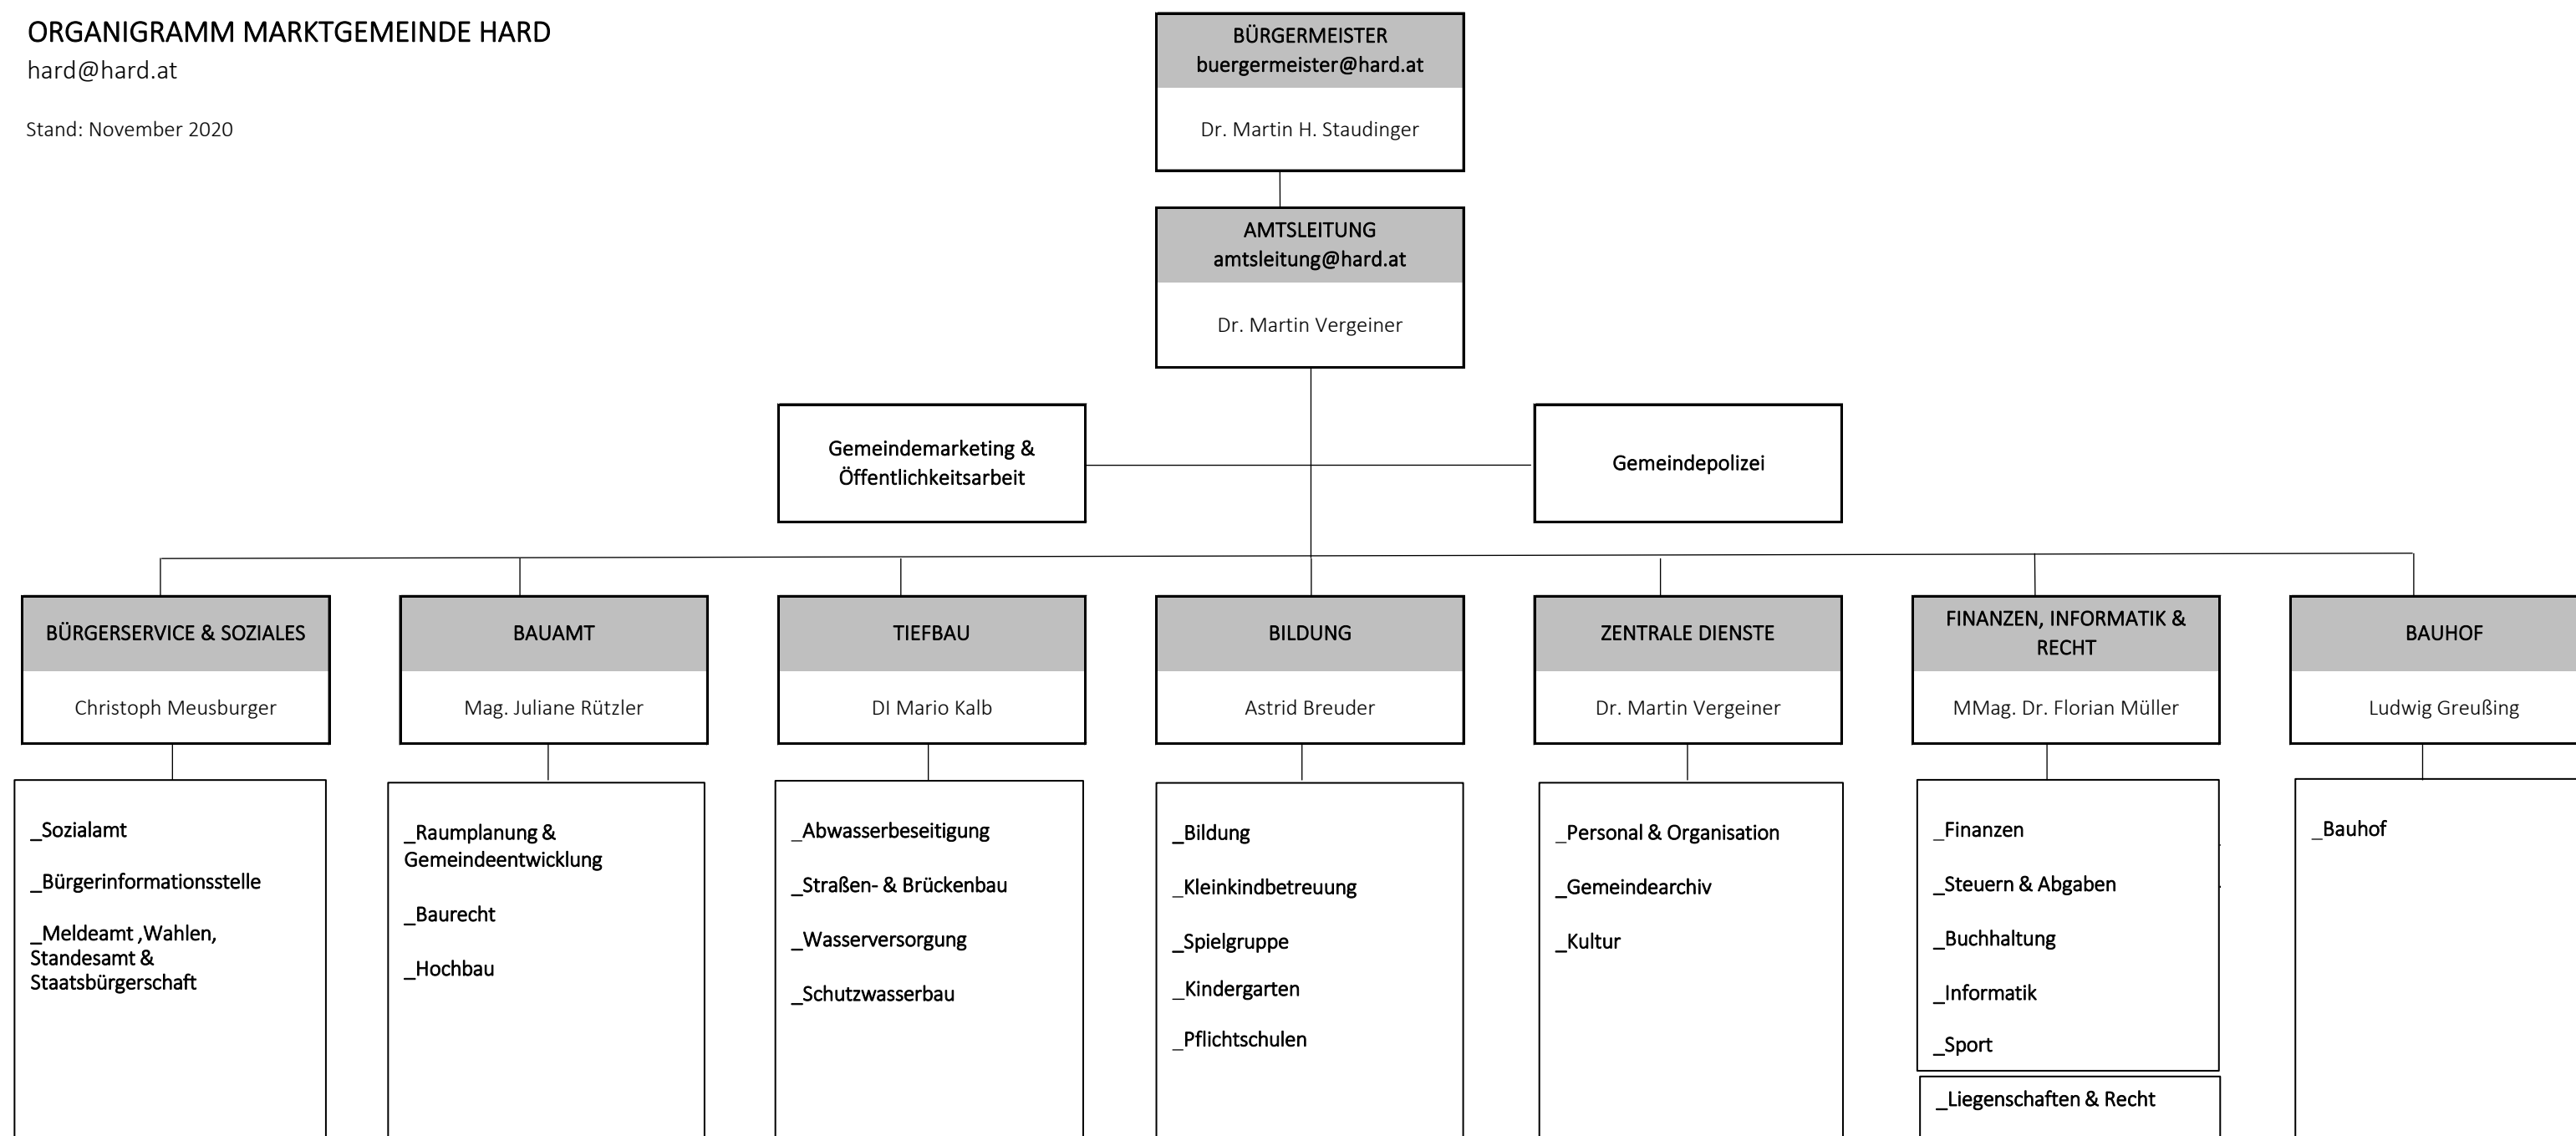 ORGANIGRAMM MARKTGEMEINDE HARD
hard@hard.at
Stand: November 2020
BÜRGERMEISTER
buergermeister@hard.at
Dr. Martin H. Staudinger
AMTSLEITUNG
amtsleitung@hard.at
Dr. Martin Vergeiner
Gemeindemarketing &
Öffentlichkeitsarbeit
Gemeindepolizei
BÜRGERSERVICE & SOZIALES
Christoph Meusburger
_Sozialamt
_Bürgerinformationsstelle
_Meldeamt ,Wahlen,
Standesamt &
Staatsbürgerschaft
BAUAMT
Mag. Juliane Rützler
_Raumplanung &
Gemeindeentwicklung
_Baurecht
_Hochbau
TIEFBAU
DI Mario Kalb
_Abwasserbeseitigung
_Straßen- & Brückenbau
_Wasserversorgung
_Schutzwasserbau
BILDUNG
Astrid Breuder
_Bildung
_Kleinkindbetreuung
_Spielgruppe
_Kindergarten
_Pflichtschulen
ZENTRALE DIENSTE
Dr. Martin Vergeiner
_Personal & Organisation
_Gemeindearchiv
_Kultur
FINANZEN, INFORMATIK &
RECHT
MMag. Dr. Florian Müller
_Finanzen
_Steuern & Abgaben
_Buchhaltung
_Informatik
_Sport
_Liegenschaften & Recht
BAUHOF
Ludwig Greußing
_Bauhof